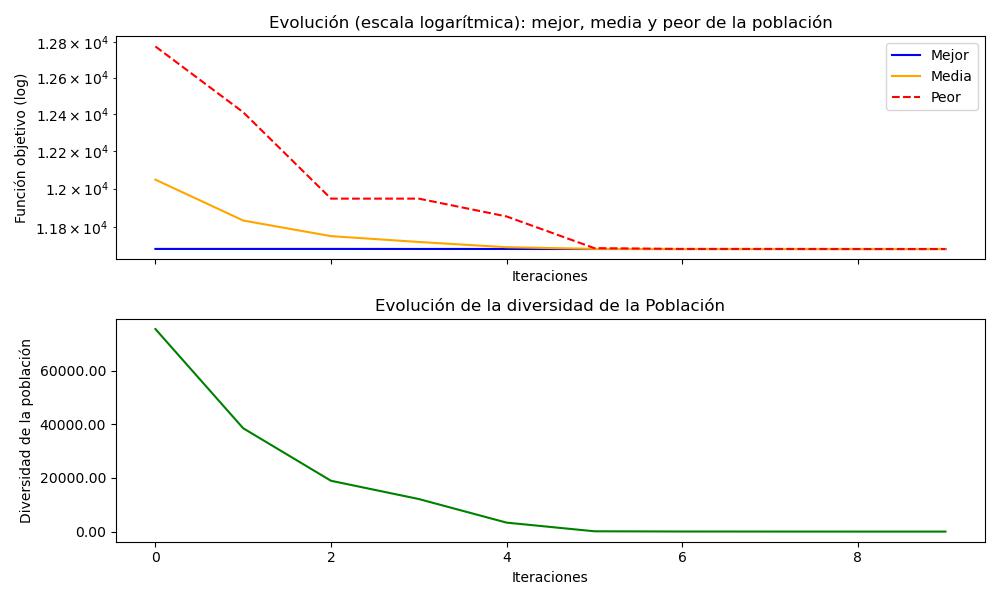 Evolución (escala logarítmica): mejor, media y peor de la población
1.28 × 10⁴
1.26 × 10⁴
1.24 × 10⁴
1.22 × 10⁴
1.2 × 10⁴
1.18 × 10⁴
Función objetivo (log)
Mejor
Media
Peor
Iteraciones
Evolución de la diversidad de la Población
60000.00
40000.00
20000.00
0.00
Diversidad de la población
0 2 4 6 8
Iteraciones